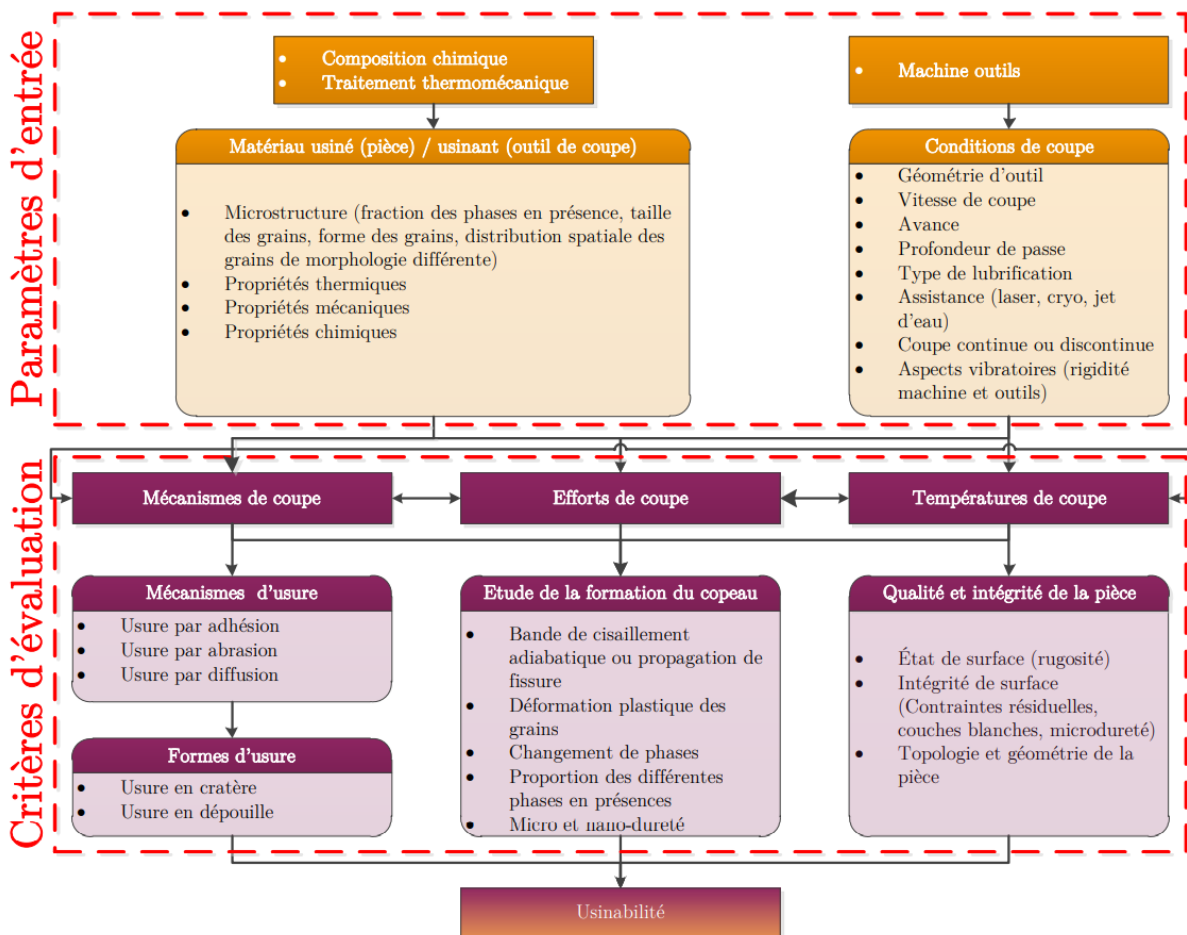 Paramètres d'entrée
• Composition chimique
• Traitement thermomécanique
• Machine outils
Matériau usiné (pièce) / usinant (outil de coupe)
• Microstructure (fraction des phases en présence, taille
des grains, forme des grains, distribution spatiale des
grains de morphologie différente)
• Propriétés thermiques
• Propriétés mécaniques
• Propriétés chimiques
Conditions de coupe
• Géométrie d'outil
• Vitesse de coupe
• Avance
• Profondeur de passe
• Type de lubrification
• Assistance (laser, cryo, jet
d'eau)
• Coupe continue ou discontinue
• Aspects vibratoires (rigidité
machine et outils)
Critères d'évaluation
Mécanismes de coupe
Efforts de coupe
Températures de coupe
Mécanismes d'usure
• Usure par adhésion
• Usure par abrasion
• Usure par diffusion
Formes d'usure
• Usure en cratère
• Usure en dépouille
Etude de la formation du copeau
• Bande de cisaillement
adiabatique ou propagation de
fissure
• Déformation plastique des
grains
• Changement de phases
• Proportion des différentes
phases en présences
• Micro et nano-dureté
Qualité et intégrité de la pièce
• État de surface (rugosité)
• Intégrité de surface
(Contraintes résiduelles,
couches blanches, microdureté)
• Topologie et géométrie de la
pièce
Usinabilité